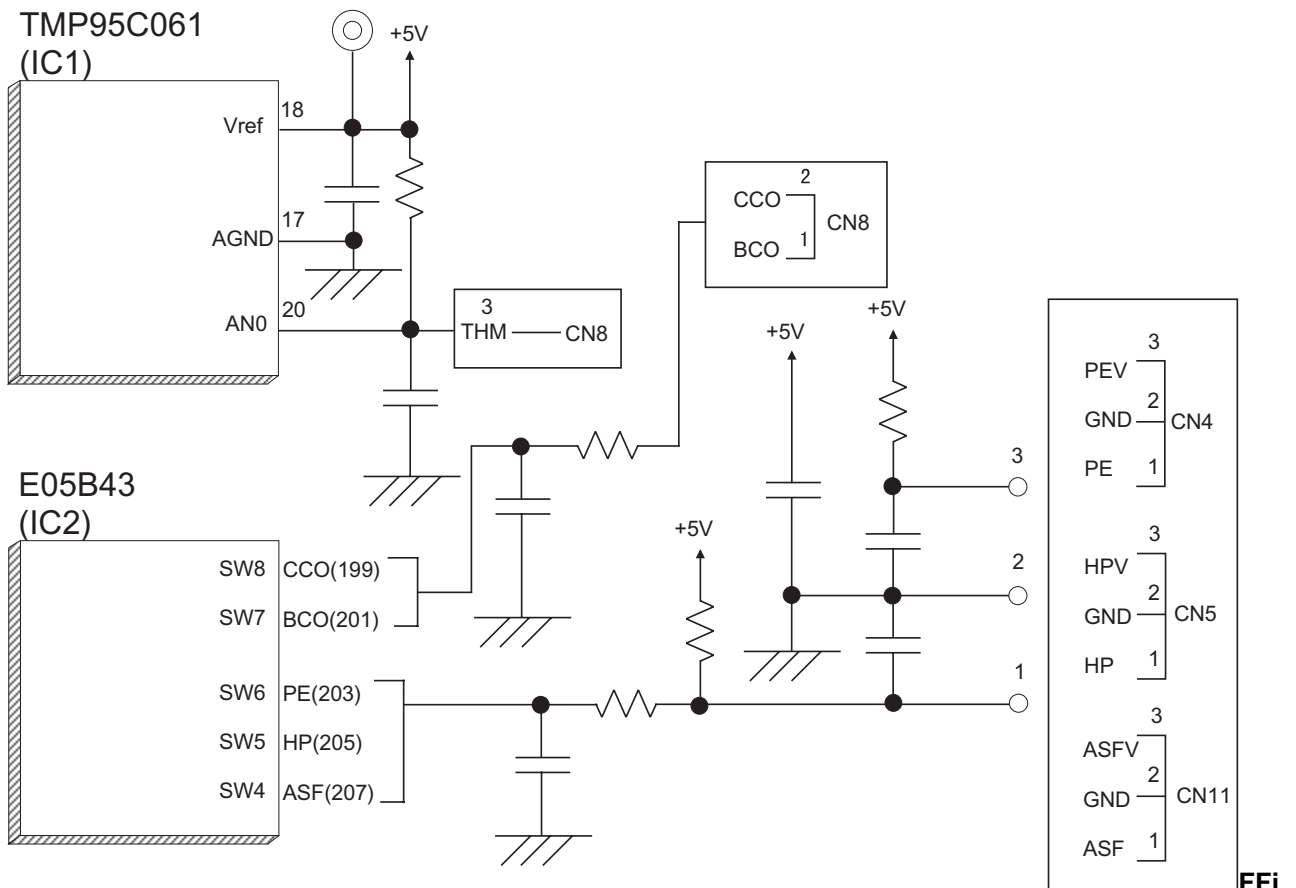 TMP95C061
(IC1)
+5V
Vref
18
AGND
17
AN0
20
3
THM
CN8
2
CCO
CN8
BCO
1
E05B43
(IC2)
SW8 CCO(199)
SW7 BCO(201)
SW6 PE(203)
SW5 HP(205)
SW4 ASF(207)
+5V
+5V
+5V
3
2
1
3
PEV
2
GND
CN4
PE
1
3
HPV
2
GND
CN5
HP
1
3
ASFV
2
GND
CN11
ASF
1